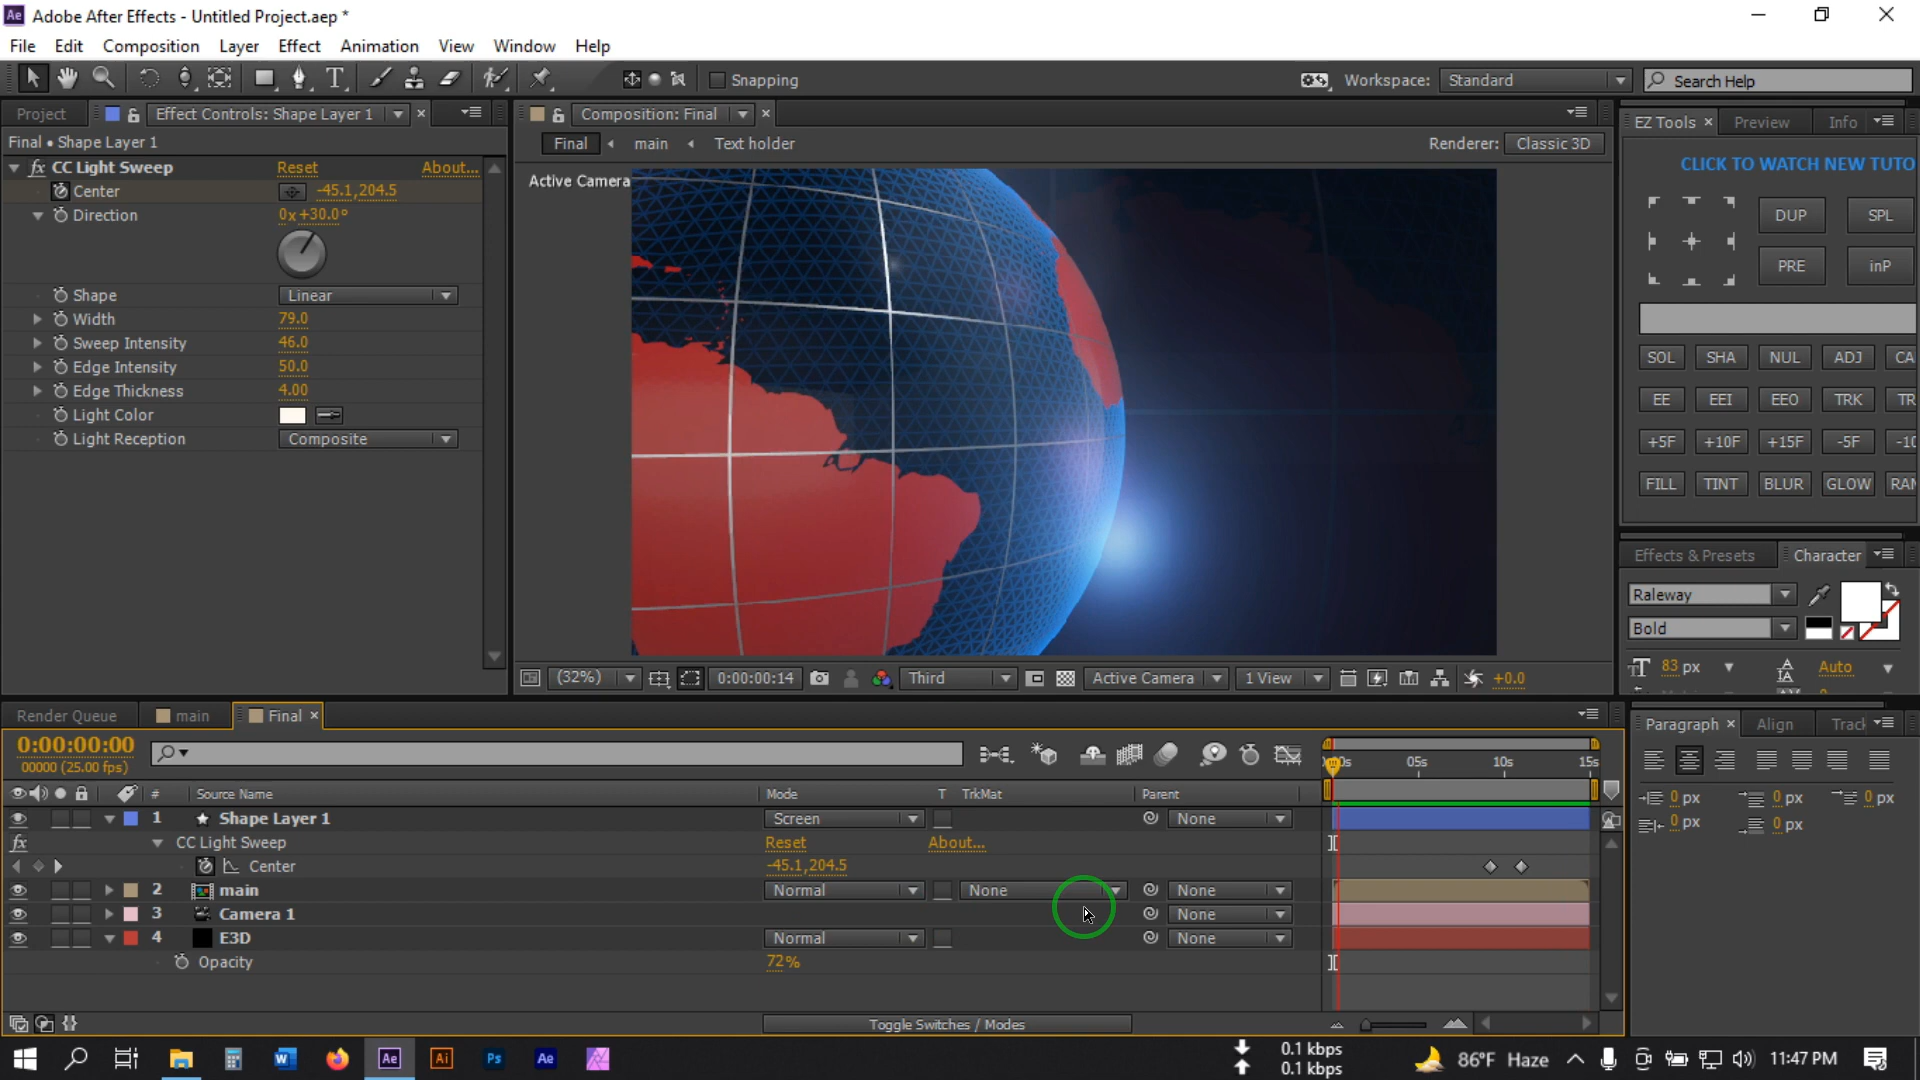 Ae Adobe After Effects - Untitled Project.aep *
File Edit Composition Layer Effect Animation View Window Help
T Snapping Workspace: Standard Search Help
Project Effect Controls: Shape Layer 1 × Composition: Final × EZ Tools × Preview Info
Final • Shape Layer 1 Final main Text holder Renderer: Classic 3D
fx CC Light Sweep Reset About... CLICK TO WATCH NEW TUTO
Active Camera
Center -45.1,204.5
Direction DUP SPL
0x+30.0°
PRE inP
Shape Linear
Width 79.0
Sweep Intensity 46.0
SOL SHA NUL ADJ CA
Edge Intensity 50.0
Edge Thickness 4.00
EE EEI EEO TRK TR
Light Color
Light Reception Composite
+5F +10F +15F -5F -10
FILL TINT BLUR GLOW RAN
Effects & Presets Character
Raleway
Bold
83 px Auto
(32%) 0:00:00:14 Third Active Camera 1 View +0.0
Render Queue main Final × Paragraph × Align Track
0:00:00:00
00000 (25.00 fps)
05s 10s 15s
# Source Name Mode T TrkMat Parent
0 px 0 px 0 px
1 Shape Layer 1 Screen None
0 px 0 px
fx CC Light Sweep Reset About...
Center -45.1,204.5
2 main Normal None None
3 Camera 1 None
4 E3D Normal None
Opacity 72%
Toggle Switches / Modes
Ae Ai Ps Ae 0.1 kbps
0.1 kbps
86°F Haze 11:47 PM